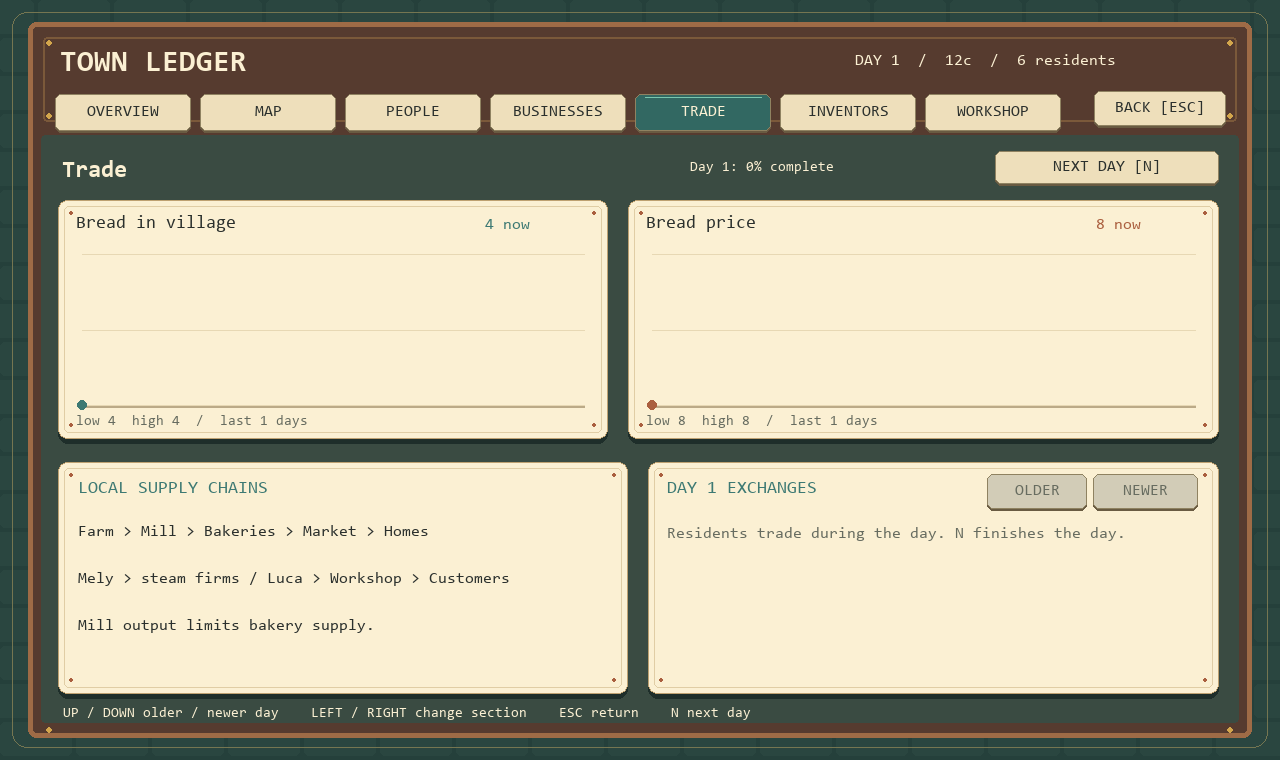 TOWN LEDGER
DAY 1 / 12c / 6 residents
OVERVIEW
MAP
PEOPLE
BUSINESSES
TRADE
INVENTORS
WORKSHOP
BACK [ESC]
Trade
Day 1: 0% complete
NEXT DAY [N]
Bread in village
4 now
low 4 high 4 / last 1 days
Bread price
8 now
low 8 high 8 / last 1 days
LOCAL SUPPLY CHAINS
Farm > Mill > Bakeries > Market > Homes
Mely > steam firms / Luca > Workshop > Customers
Mill output limits bakery supply.
DAY 1 EXCHANGES
OLDER
NEWER
Residents trade during the day. N finishes the day.
UP / DOWN older / newer day LEFT / RIGHT change section ESC return N next day